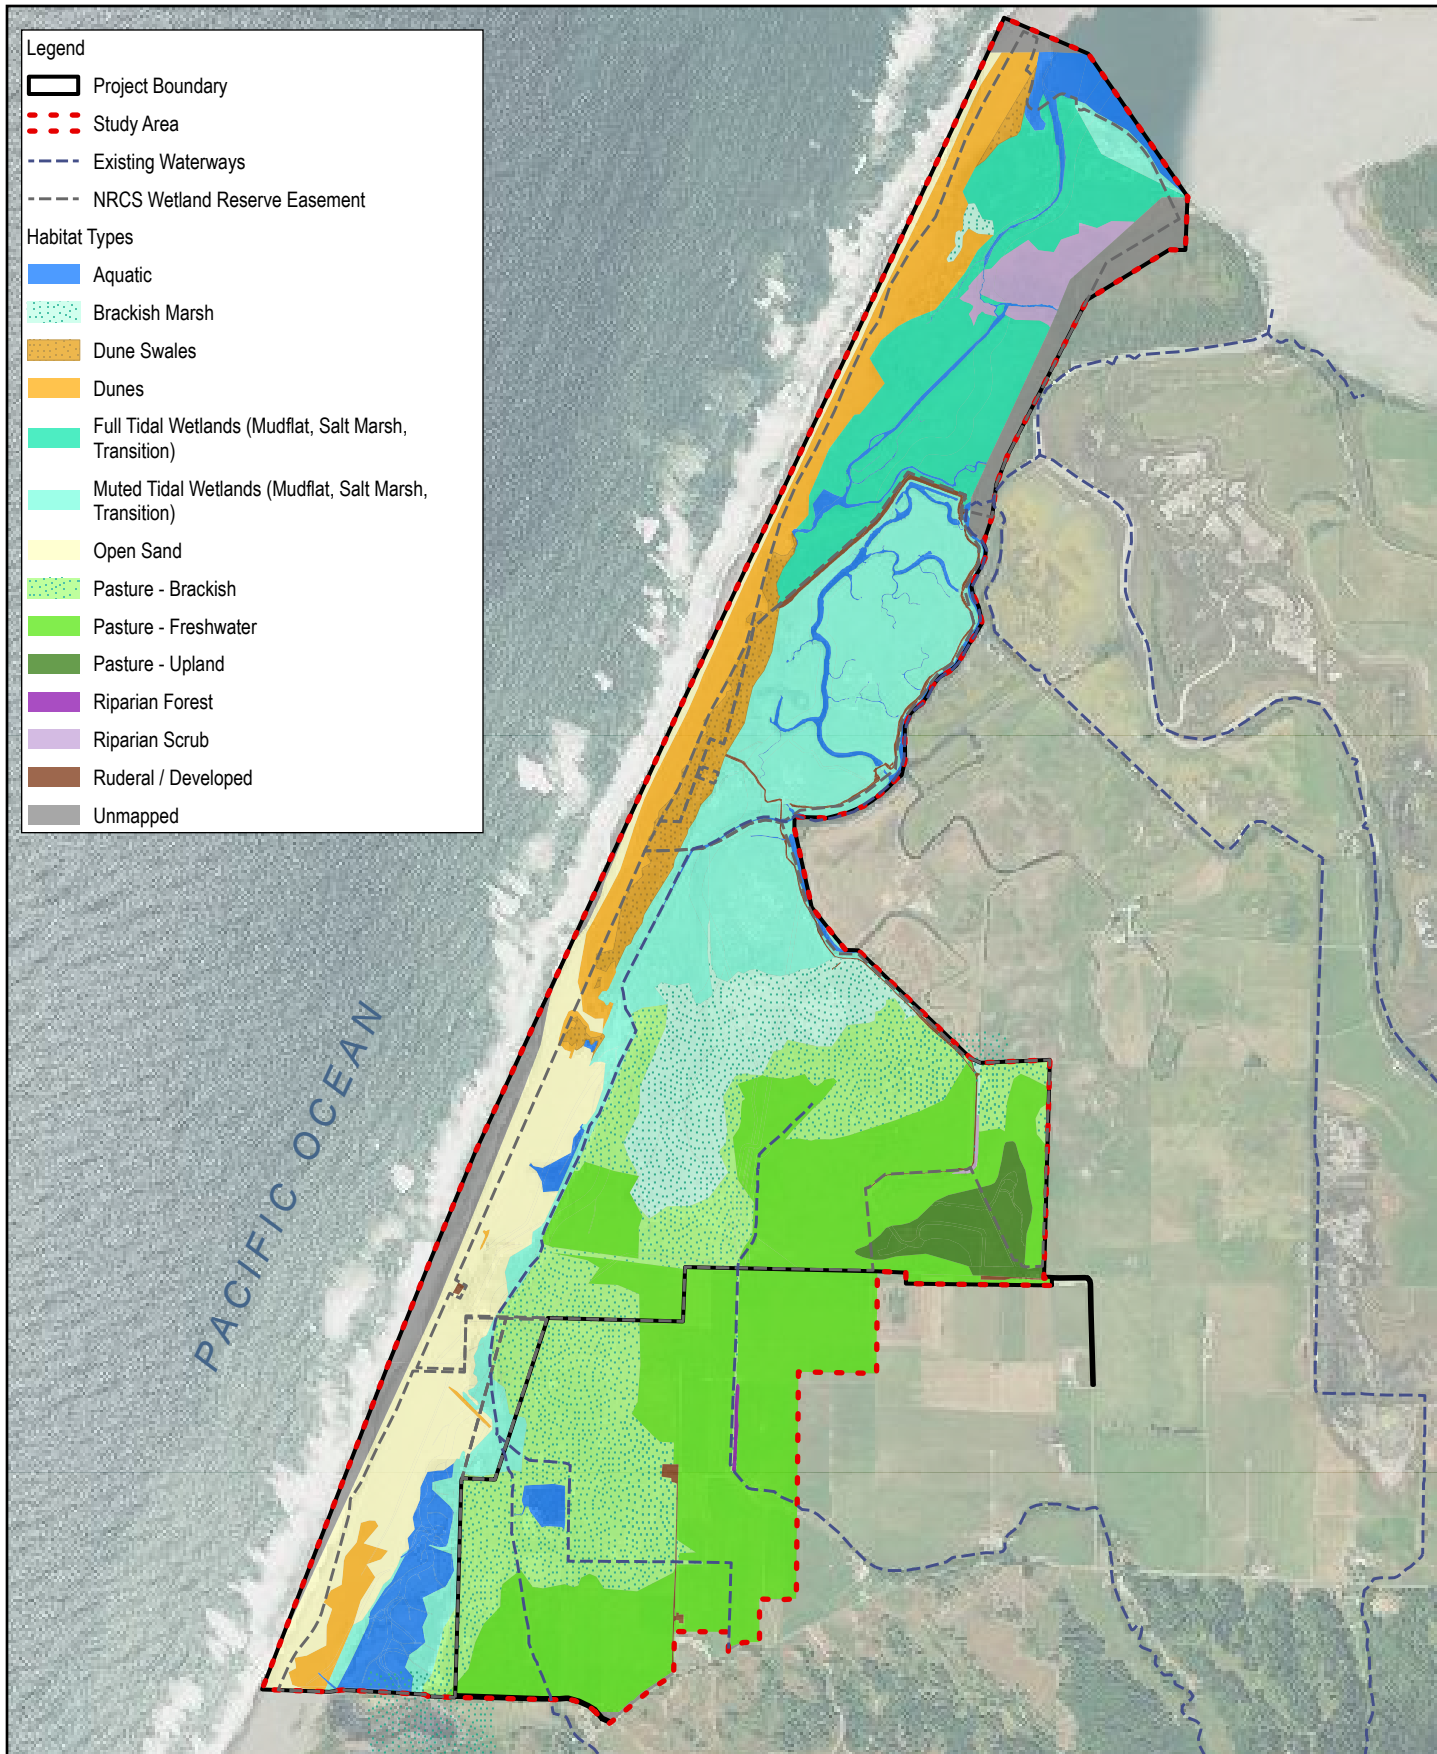 Legend
Project Boundary
Study Area
Existing Waterways
NRCS Wetland Reserve Easement
Habitat Types
Aquatic
Brackish Marsh
Dune Swales
Dunes
Full Tidal Wetlands (Mudflat, Salt Marsh,
Transition)
Muted Tidal Wetlands (Mudflat, Salt Marsh,
Transition)
Open Sand
Pasture - Brackish
Pasture - Freshwater
Pasture - Upland
Riparian Forest
Riparian Scrub
Ruderal / Developed
Unmapped
PACIFIC OCEAN